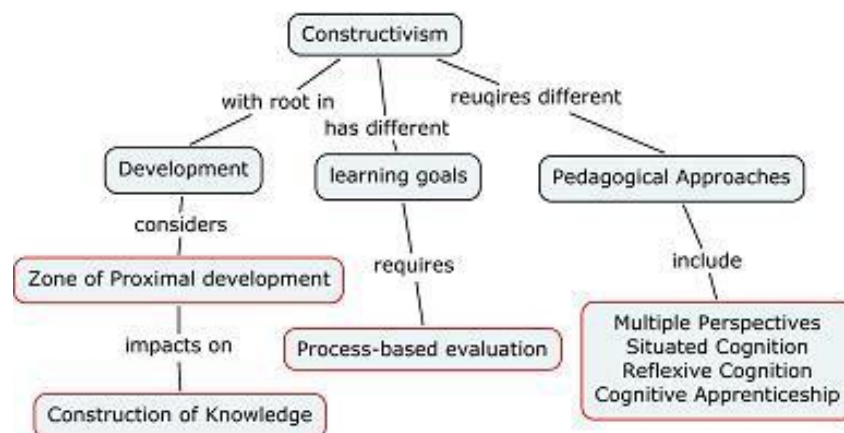 Constructivism
with root in
has different
reuqires different
Development
learning goals
Pedagogical Approaches
considers
requires
include
Zone of Proximal development
impacts on
Process-based evaluation
Multiple Perspectives
Situated Cognition
Reflexive Cognition
Cognitive Apprenticeship
Construction of Knowledge